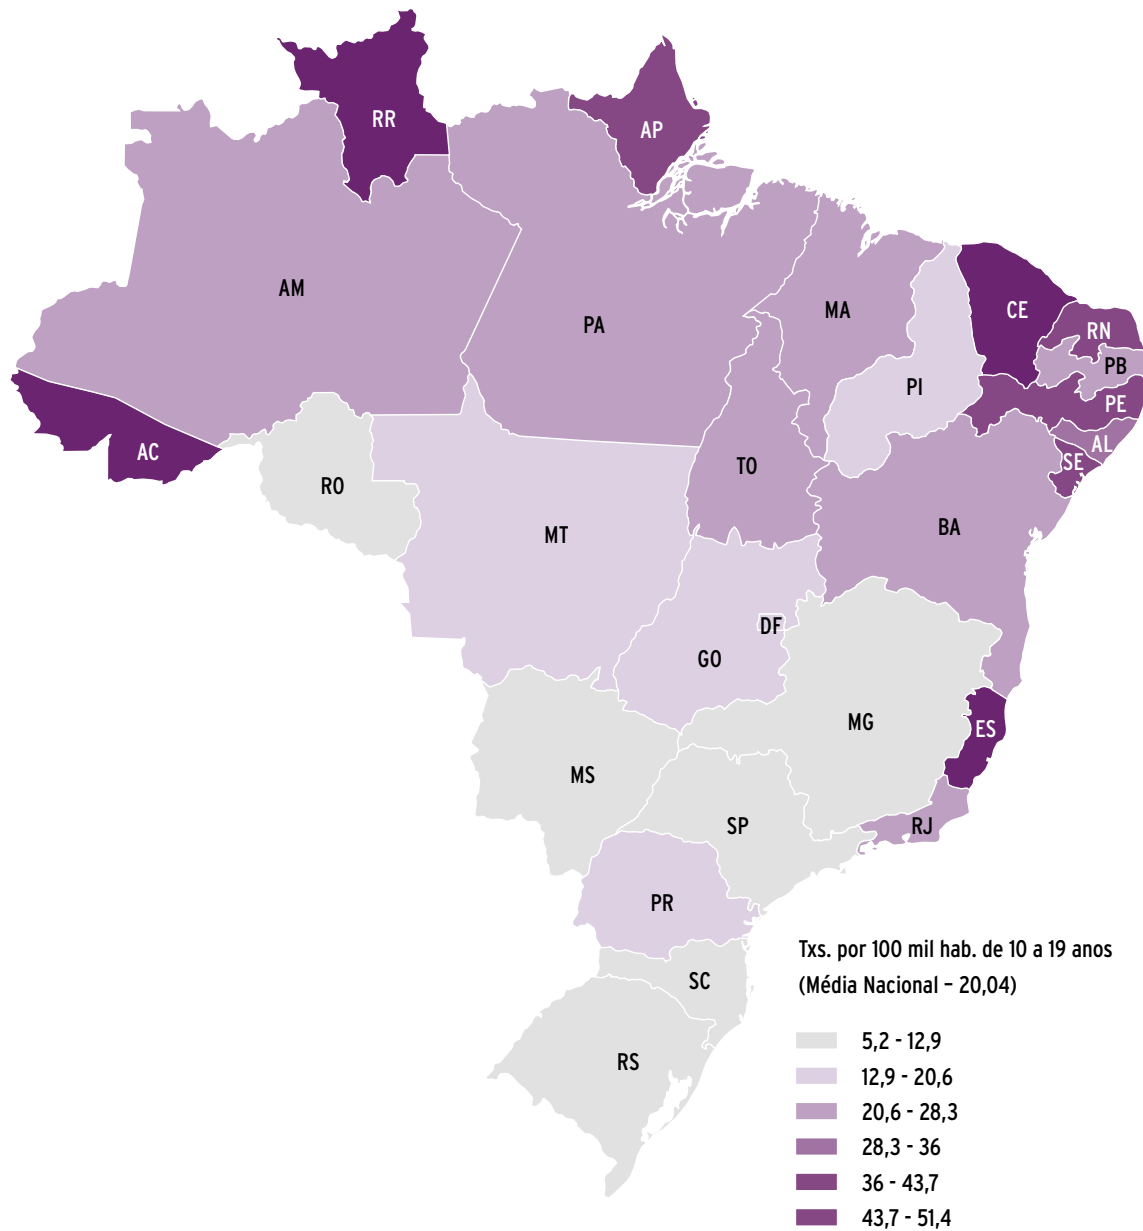 RR
AP
AM
PA
MA
CE
RN
PB
PI
PE
AC
AL
SE
TO
RO
BA
MT
DF
GO
MG
ES
MS
SP
RJ
PR
SC
RS
Txs. por 100 mil hab. de 10 a 19 anos
(Média Nacional – 20,04)
5,2 - 12,9
12,9 - 20,6
20,6 - 28,3
28,3 - 36
36 - 43,7
43,7 - 51,4